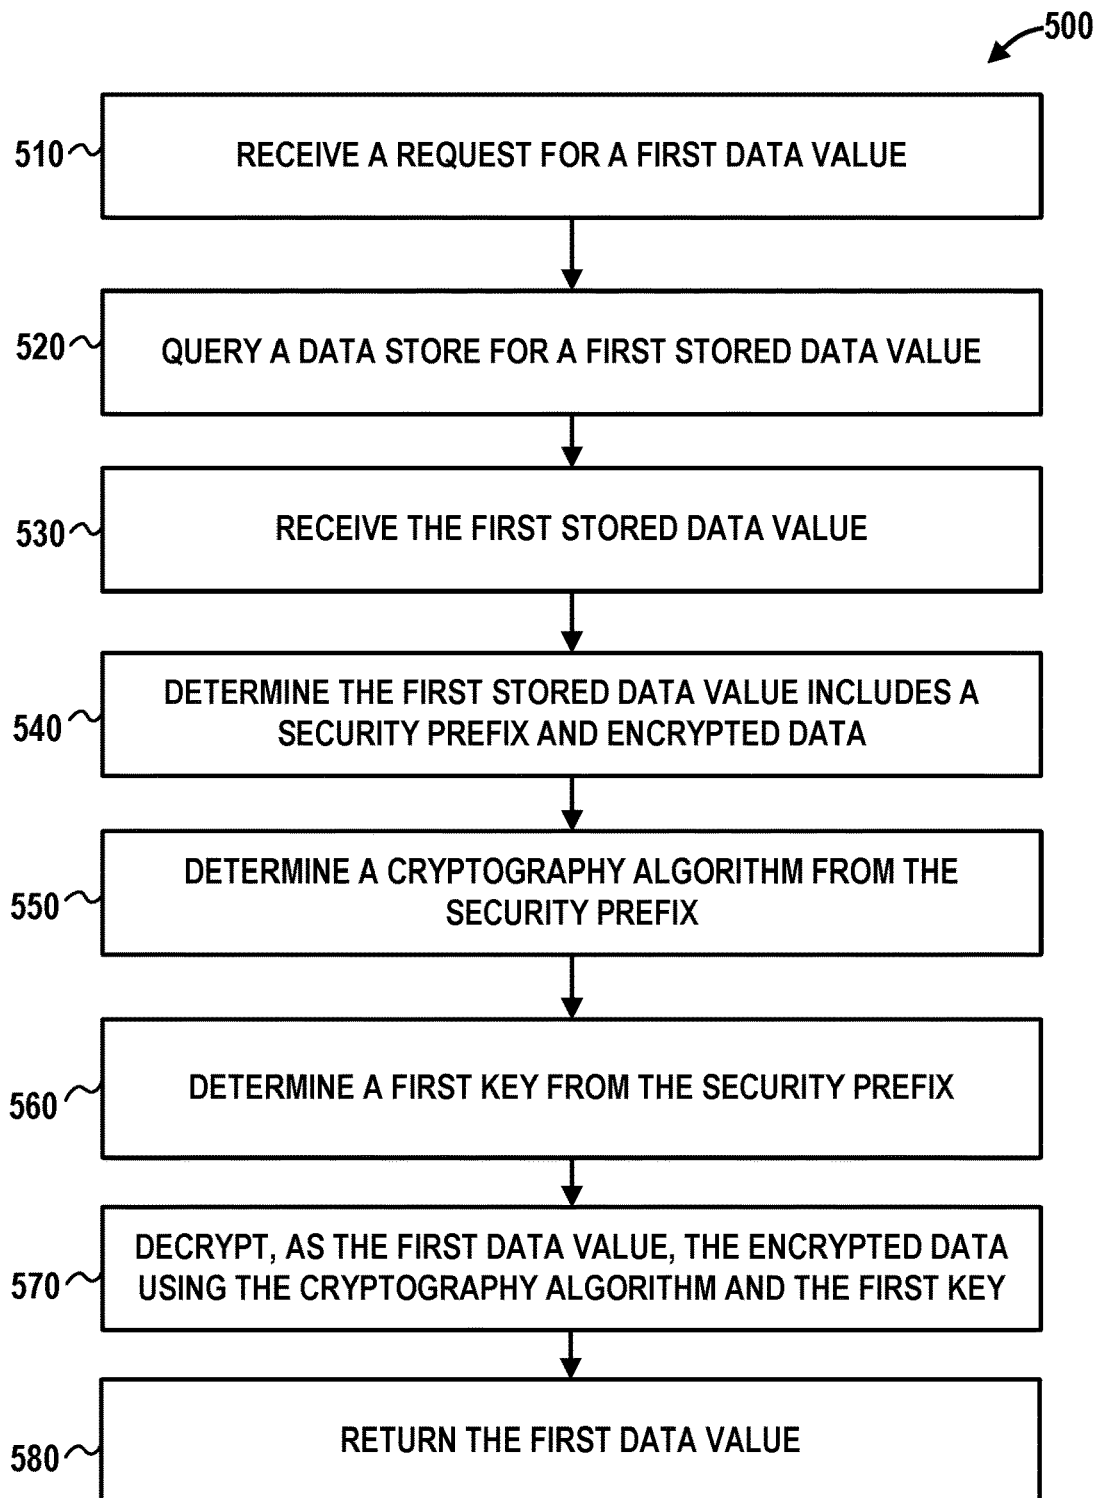 500
510
RECEIVE A REQUEST FOR A FIRST DATA VALUE
520
QUERY A DATA STORE FOR A FIRST STORED DATA VALUE
530
RECEIVE THE FIRST STORED DATA VALUE
540
DETERMINE THE FIRST STORED DATA VALUE INCLUDES A
SECURITY PREFIX AND ENCRYPTED DATA
550
DETERMINE A CRYPTOGRAPHY ALGORITHM FROM THE
SECURITY PREFIX
560
DETERMINE A FIRST KEY FROM THE SECURITY PREFIX
570
DECRYPT, AS THE FIRST DATA VALUE, THE ENCRYPTED DATA
USING THE CRYPTOGRAPHY ALGORITHM AND THE FIRST KEY
580
RETURN THE FIRST DATA VALUE